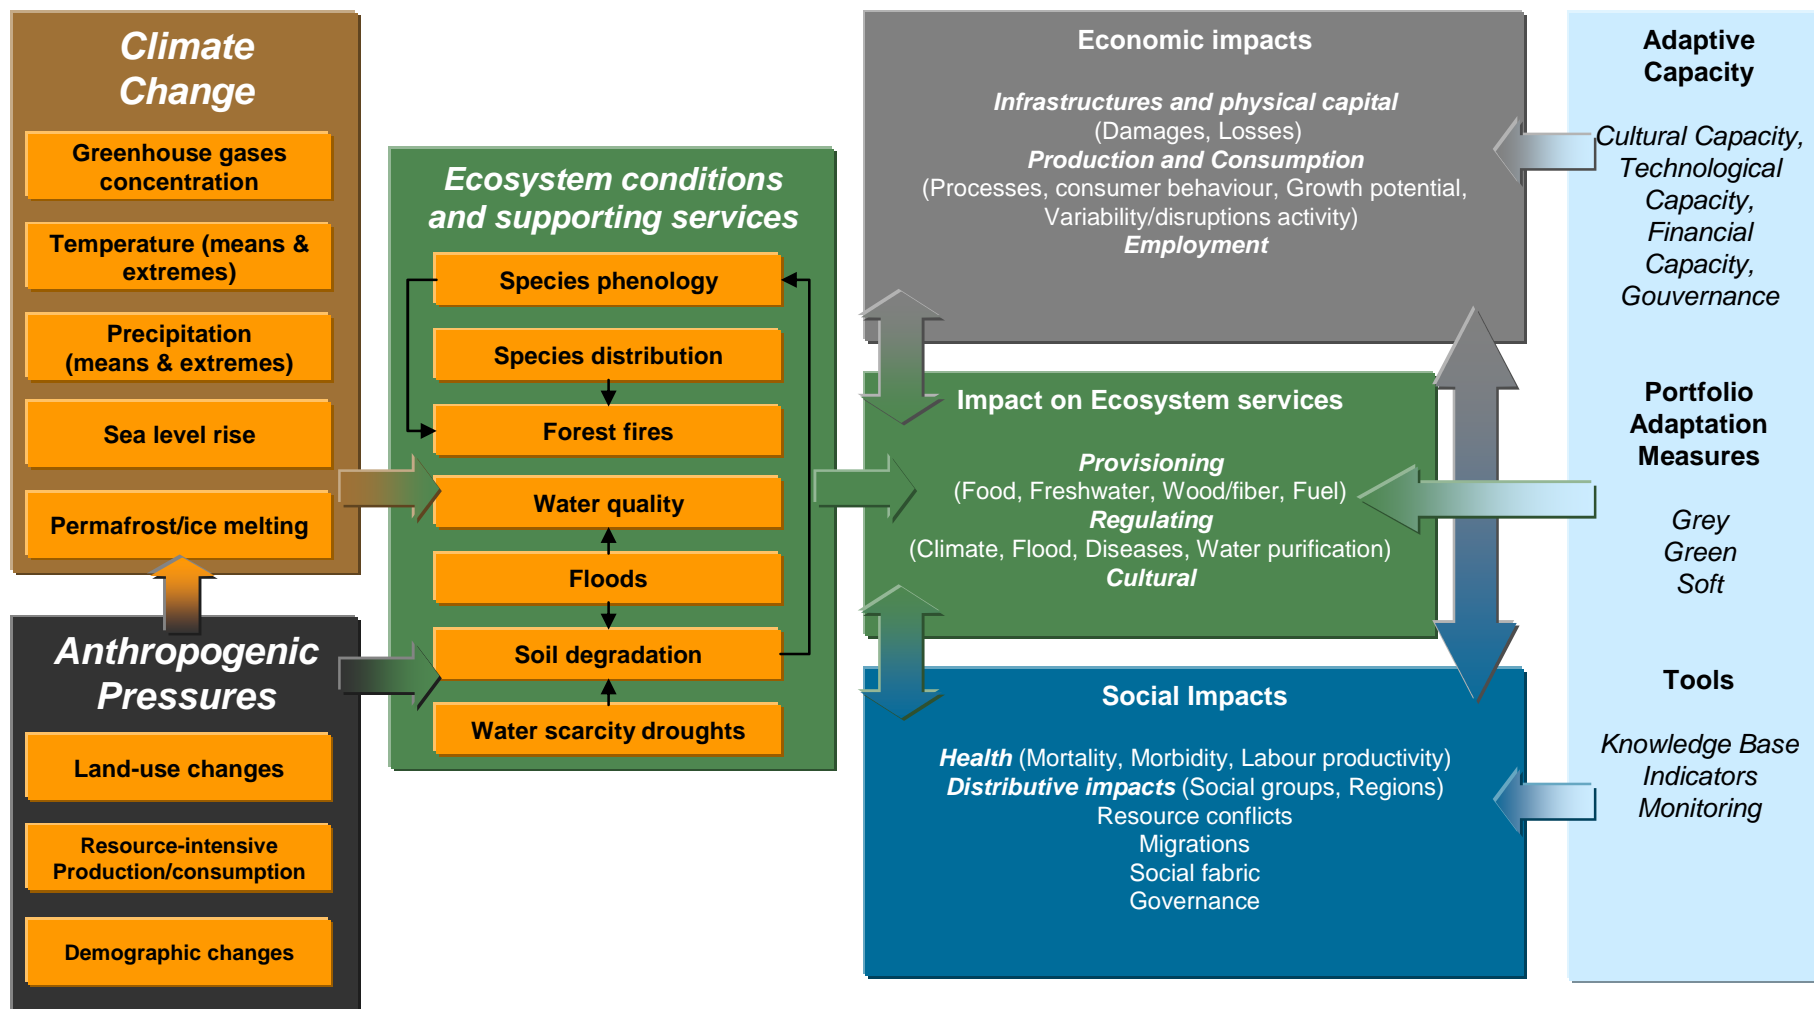 Climate
Change
Greenhouse gases
concentration
Temperature (means &
extremes)
Precipitation
(means & extremes)
Sea level rise
Permafrost/ice melting
Anthropogenic
Pressures
Land-use changes
Resource-intensive
Production/consumption
Demographic changes
Ecosystem conditions
and supporting services
Species phenology
Species distribution
Forest fires
Water quality
Floods
Soil degradation
Water scarcity droughts
Economic impacts
Infrastructures and physical capital
(Damages, Losses)
Production and Consumption
(Processes, consumer behaviour, Growth potential,
Variability/disruptions activity)
Employment
Impact on Ecosystem services
Provisioning
(Food, Freshwater, Wood/fiber, Fuel)
Regulating
(Climate, Flood, Diseases, Water purification)
Cultural
Social Impacts
Health (Mortality, Morbidity, Labour productivity)
Distributive impacts (Social groups, Regions)
Resource conflicts
Migrations
Social fabric
Governance
Adaptive
Capacity
Cultural Capacity,
Technological
Capacity,
Financial
Capacity,
Gouvernance
Portfolio
Adaptation
Measures
Grey
Green
Soft
Tools
Knowledge Base
Indicators
Monitoring